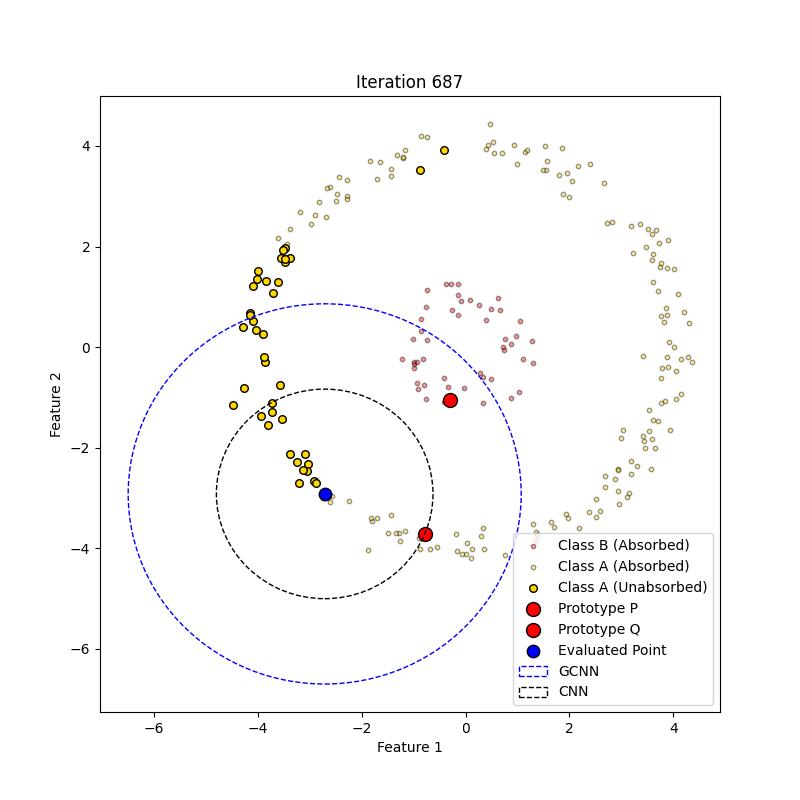 Iteration 687
Feature 2
4
2
0
−2
−4
−6
Class B (Absorbed)
Class A (Absorbed)
Class A (Unabsorbed)
Prototype P
Prototype Q
Evaluated Point
GCNN
CNN
−6 −4 −2 0 2 4
Feature 1